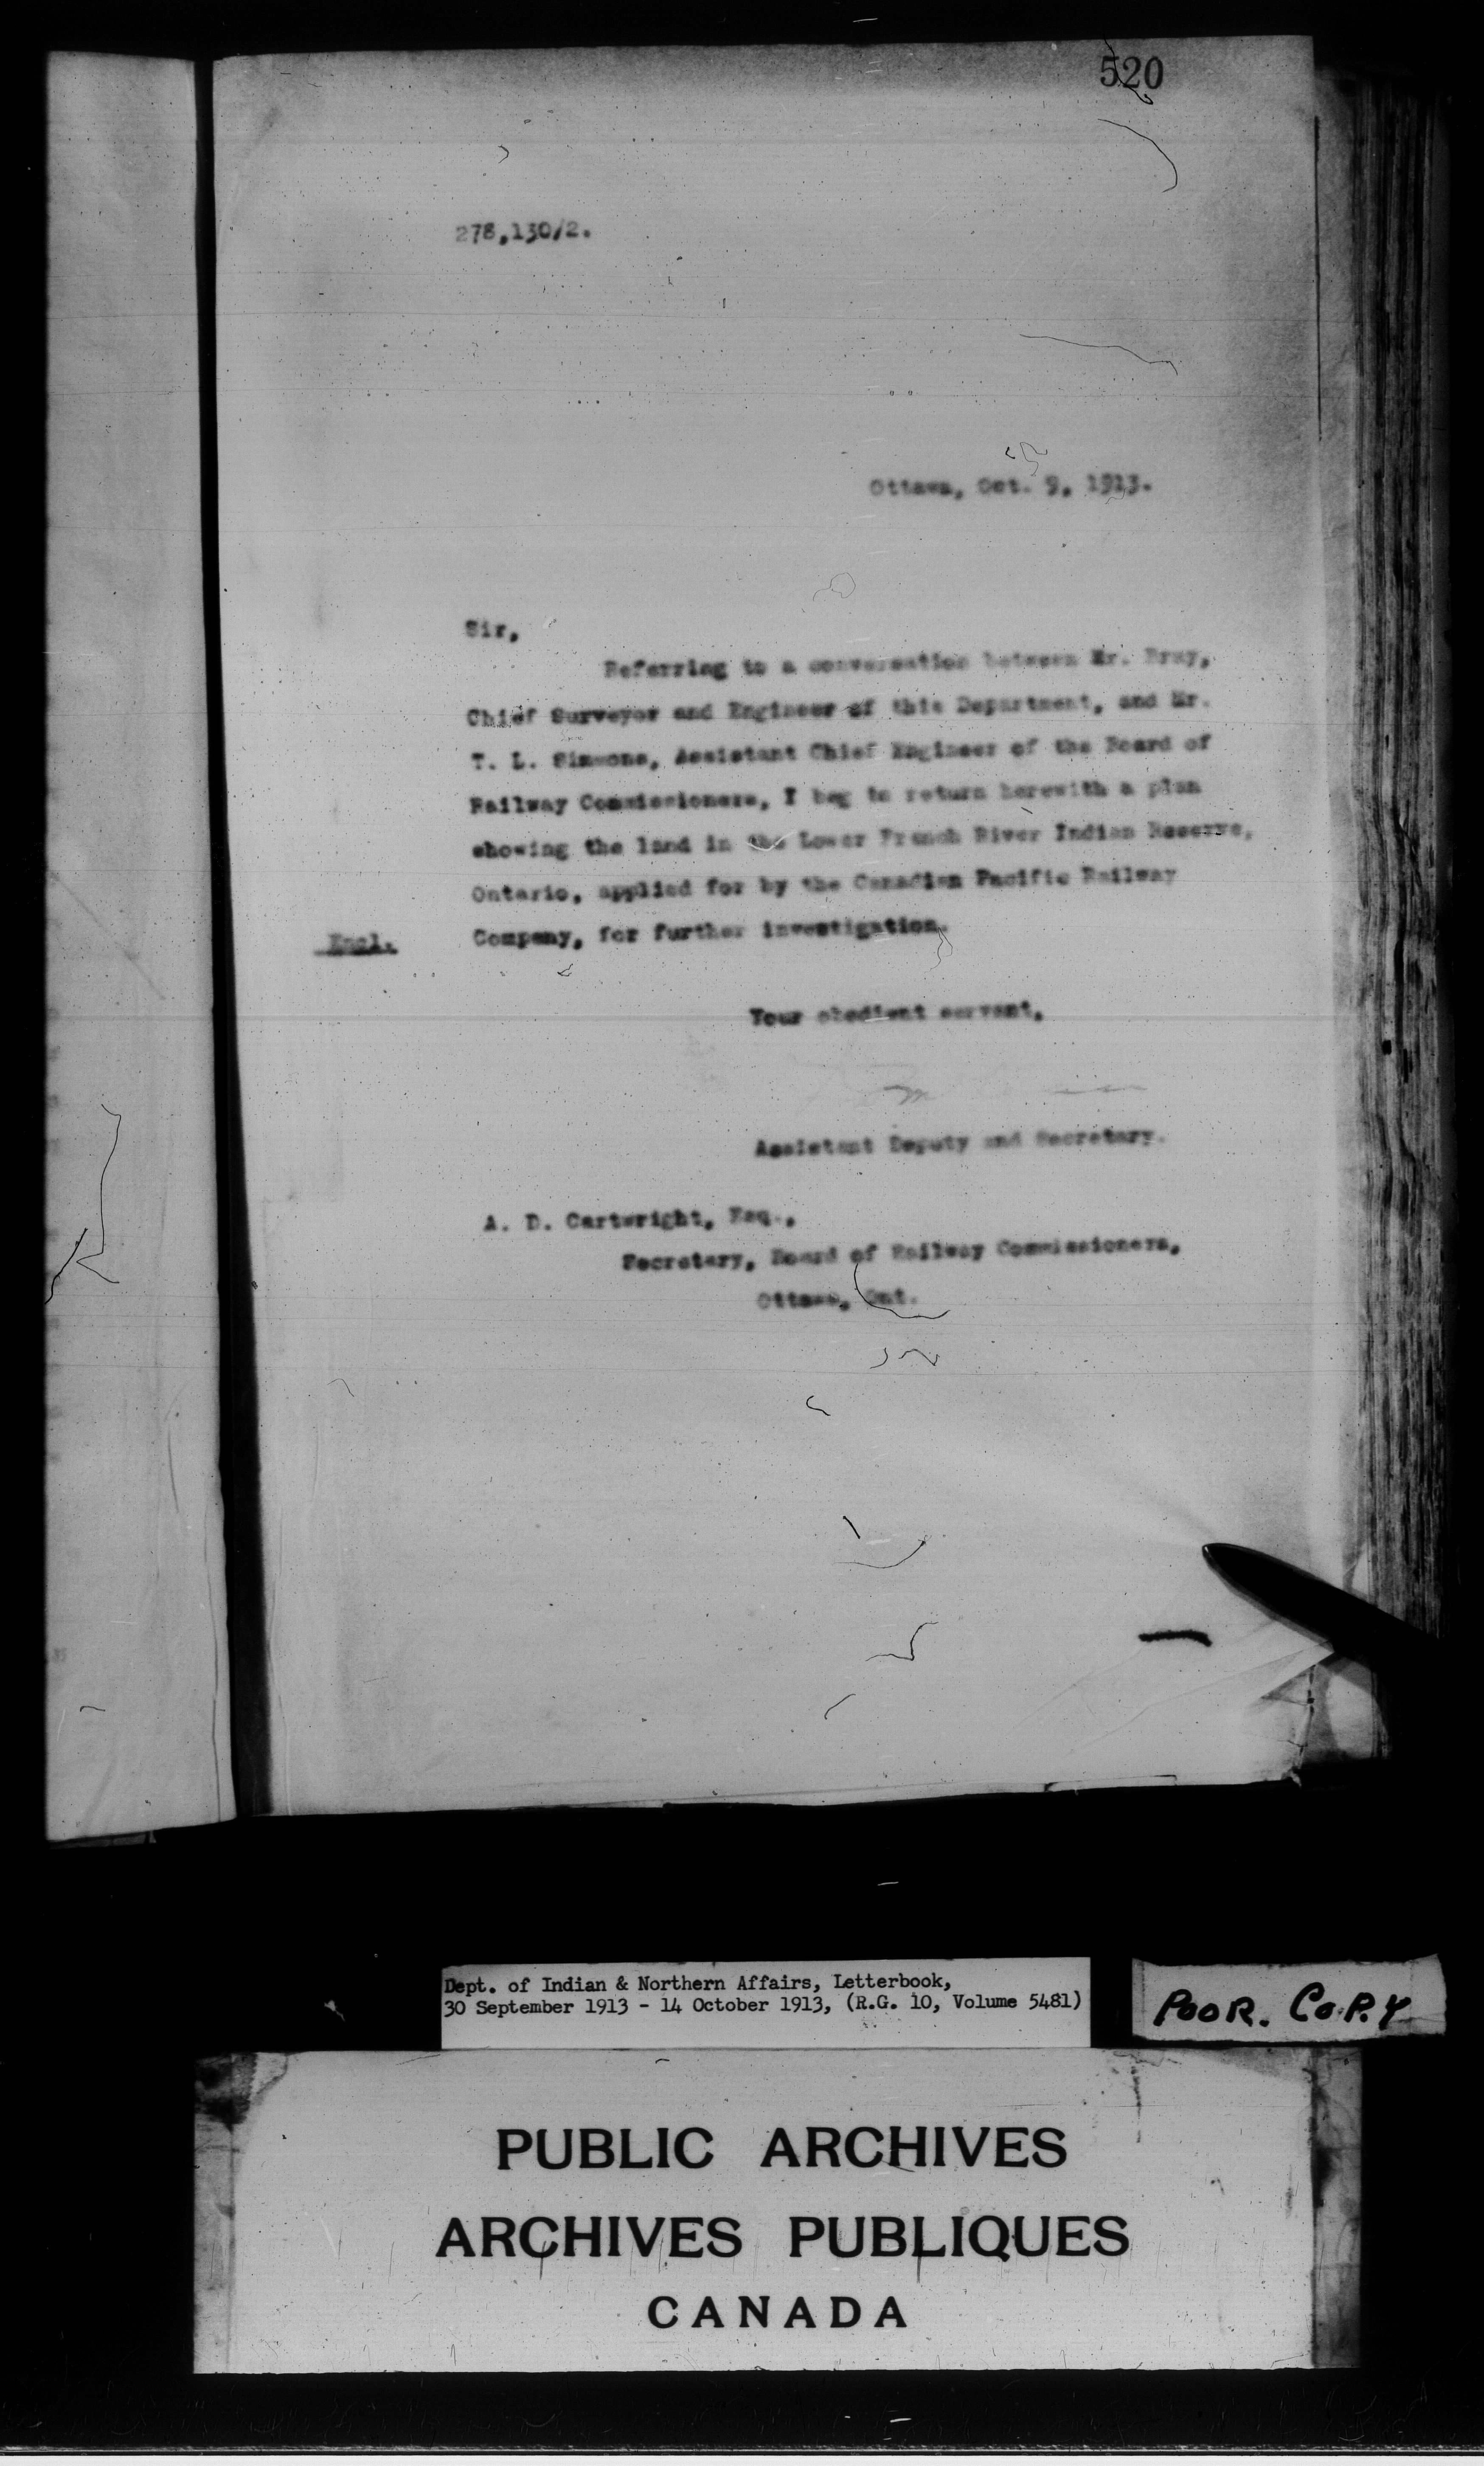 520
278,130/2.
Ottawa, Oct. 9, 1913.
Sir,
Referring to a conversation between Mr. Bray,
Chief Surveyor and Engineer of this Department, and Mr.
T. L. Simmons, Assistant Chief Engineer of the Board of
Railway Commissioners, I beg to return herewith a plan
showing the land in the Lower French River Indian Reserve,
Ontario, applied for by the Canadian Pacific Railway
Encl. Company, for further investigation.
Your obedient servant,
Assistant Deputy and Secretary.
A. D. Cartwright, Esq.,
Secretary, Board of Railway Commissioners,
Ottawa, Ont.
Dept. of Indian & Northern Affairs, Letterbook,
30 September 1913 - 14 October 1913, (R.G. 10, Volume 5481)
POOR. COPY
PUBLIC ARCHIVES
ARCHIVES PUBLIQUES
CANADA